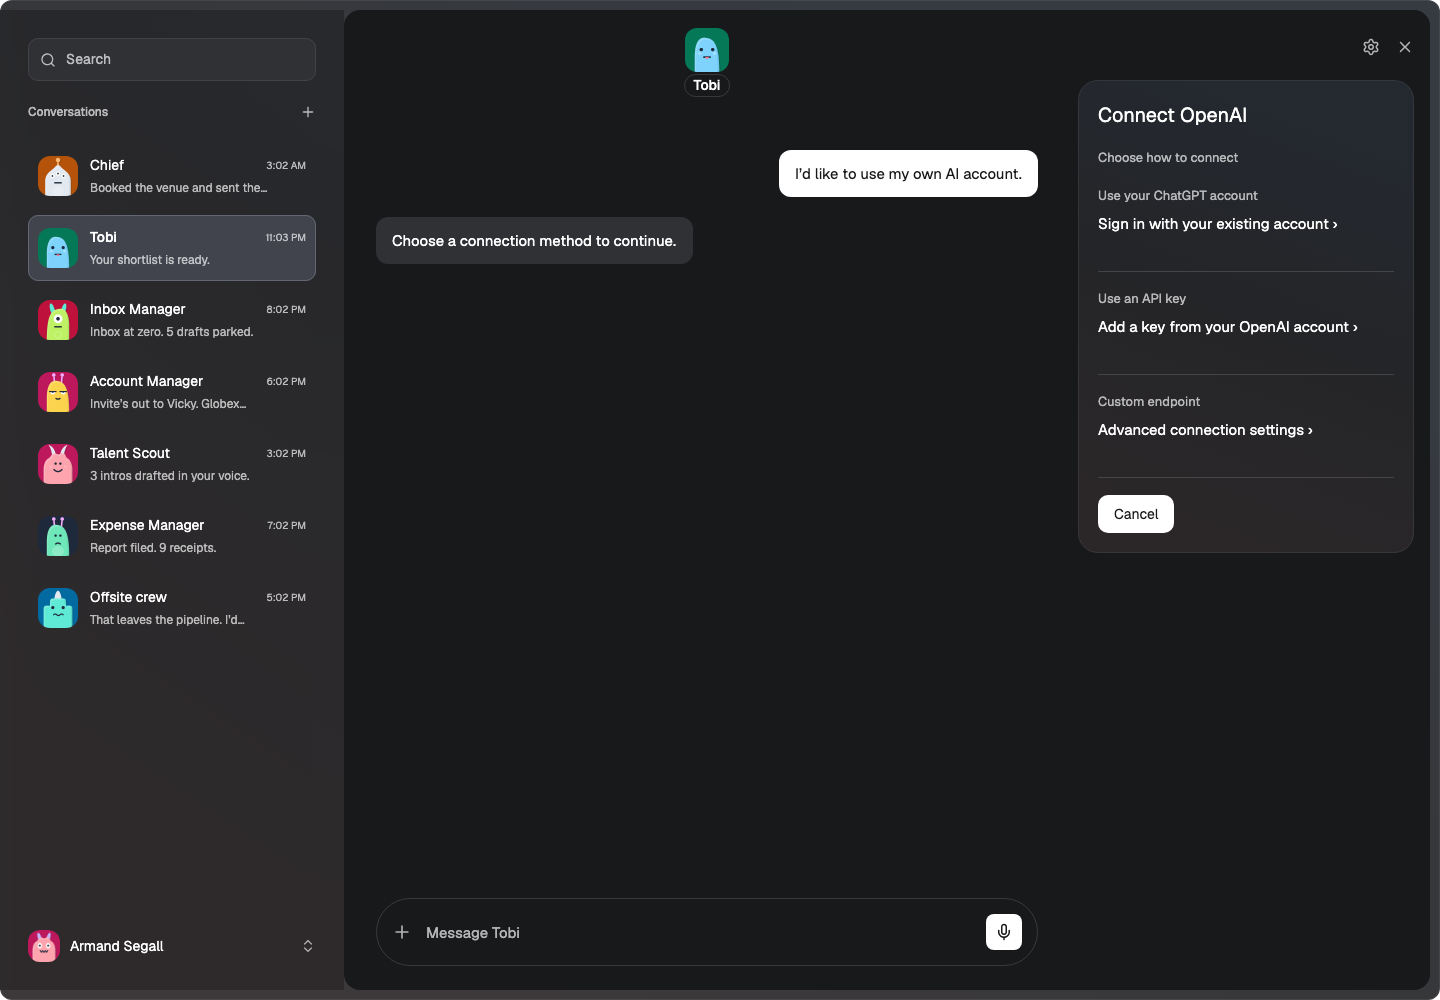 Search
Conversations
Chief
3:02 AM
Booked the venue and sent the...
Tobi
11:03 PM
Your shortlist is ready.
Inbox Manager
8:02 PM
Inbox at zero. 5 drafts parked.
Account Manager
6:02 PM
Invite's out to Vicky. Globex...
Talent Scout
3:02 PM
3 intros drafted in your voice.
Expense Manager
7:02 PM
Report filed. 9 receipts.
Offsite crew
5:02 PM
That leaves the pipeline. I'd...
Armand Segall
Tobi
I'd like to use my own AI account.
Choose a connection method to continue.
Message Tobi
Connect OpenAI
Choose how to connect
Use your ChatGPT account
Sign in with your existing account ›
Use an API key
Add a key from your OpenAI account ›
Custom endpoint
Advanced connection settings ›
Cancel